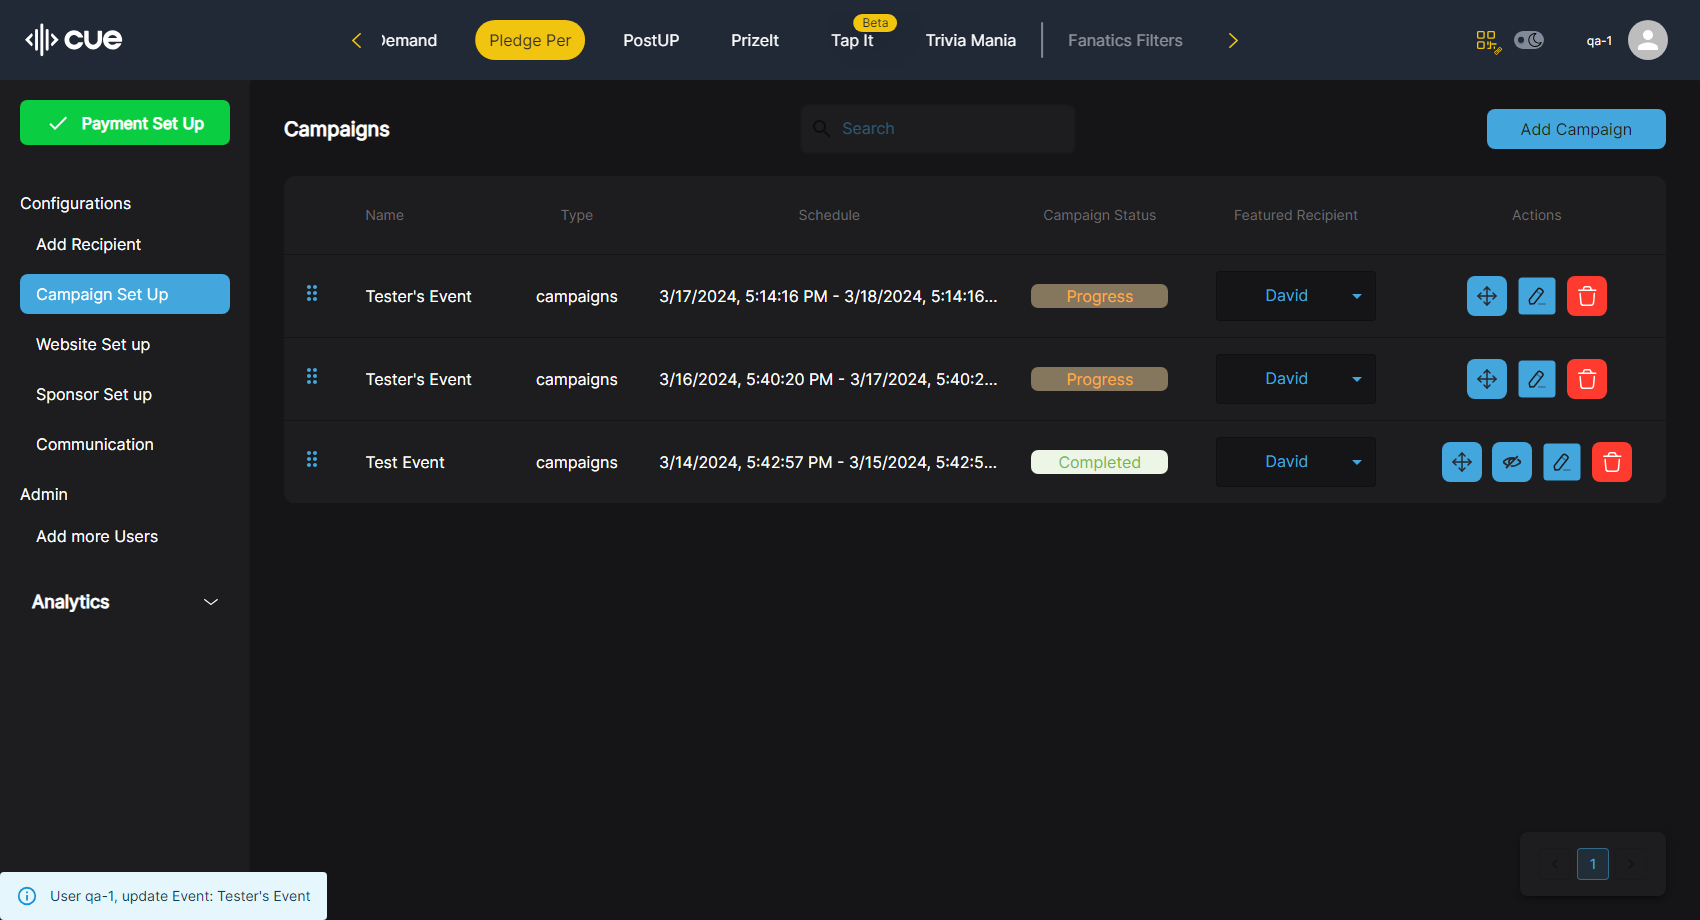 cue
Demand
Pledge Per
PostUP
PrizeIt
Beta
Tap It
Trivia Mania
Fanatics Filters
qa-1
Payment Set Up
Configurations
Add Recipient
Campaign Set Up
Website Set up
Sponsor Set up
Communication
Admin
Add more Users
Analytics
Campaigns
Search
Add Campaign
Name Type Schedule Campaign Status Featured Recipient Actions
Tester's Event campaigns 3/17/2024, 5:14:16 PM - 3/18/2024, 5:14:16... Progress David
Tester's Event campaigns 3/16/2024, 5:40:20 PM - 3/17/2024, 5:40:2... Progress David
Test Event campaigns 3/14/2024, 5:42:57 PM - 3/15/2024, 5:42:5... Completed David
1
User qa-1, update Event: Tester's Event